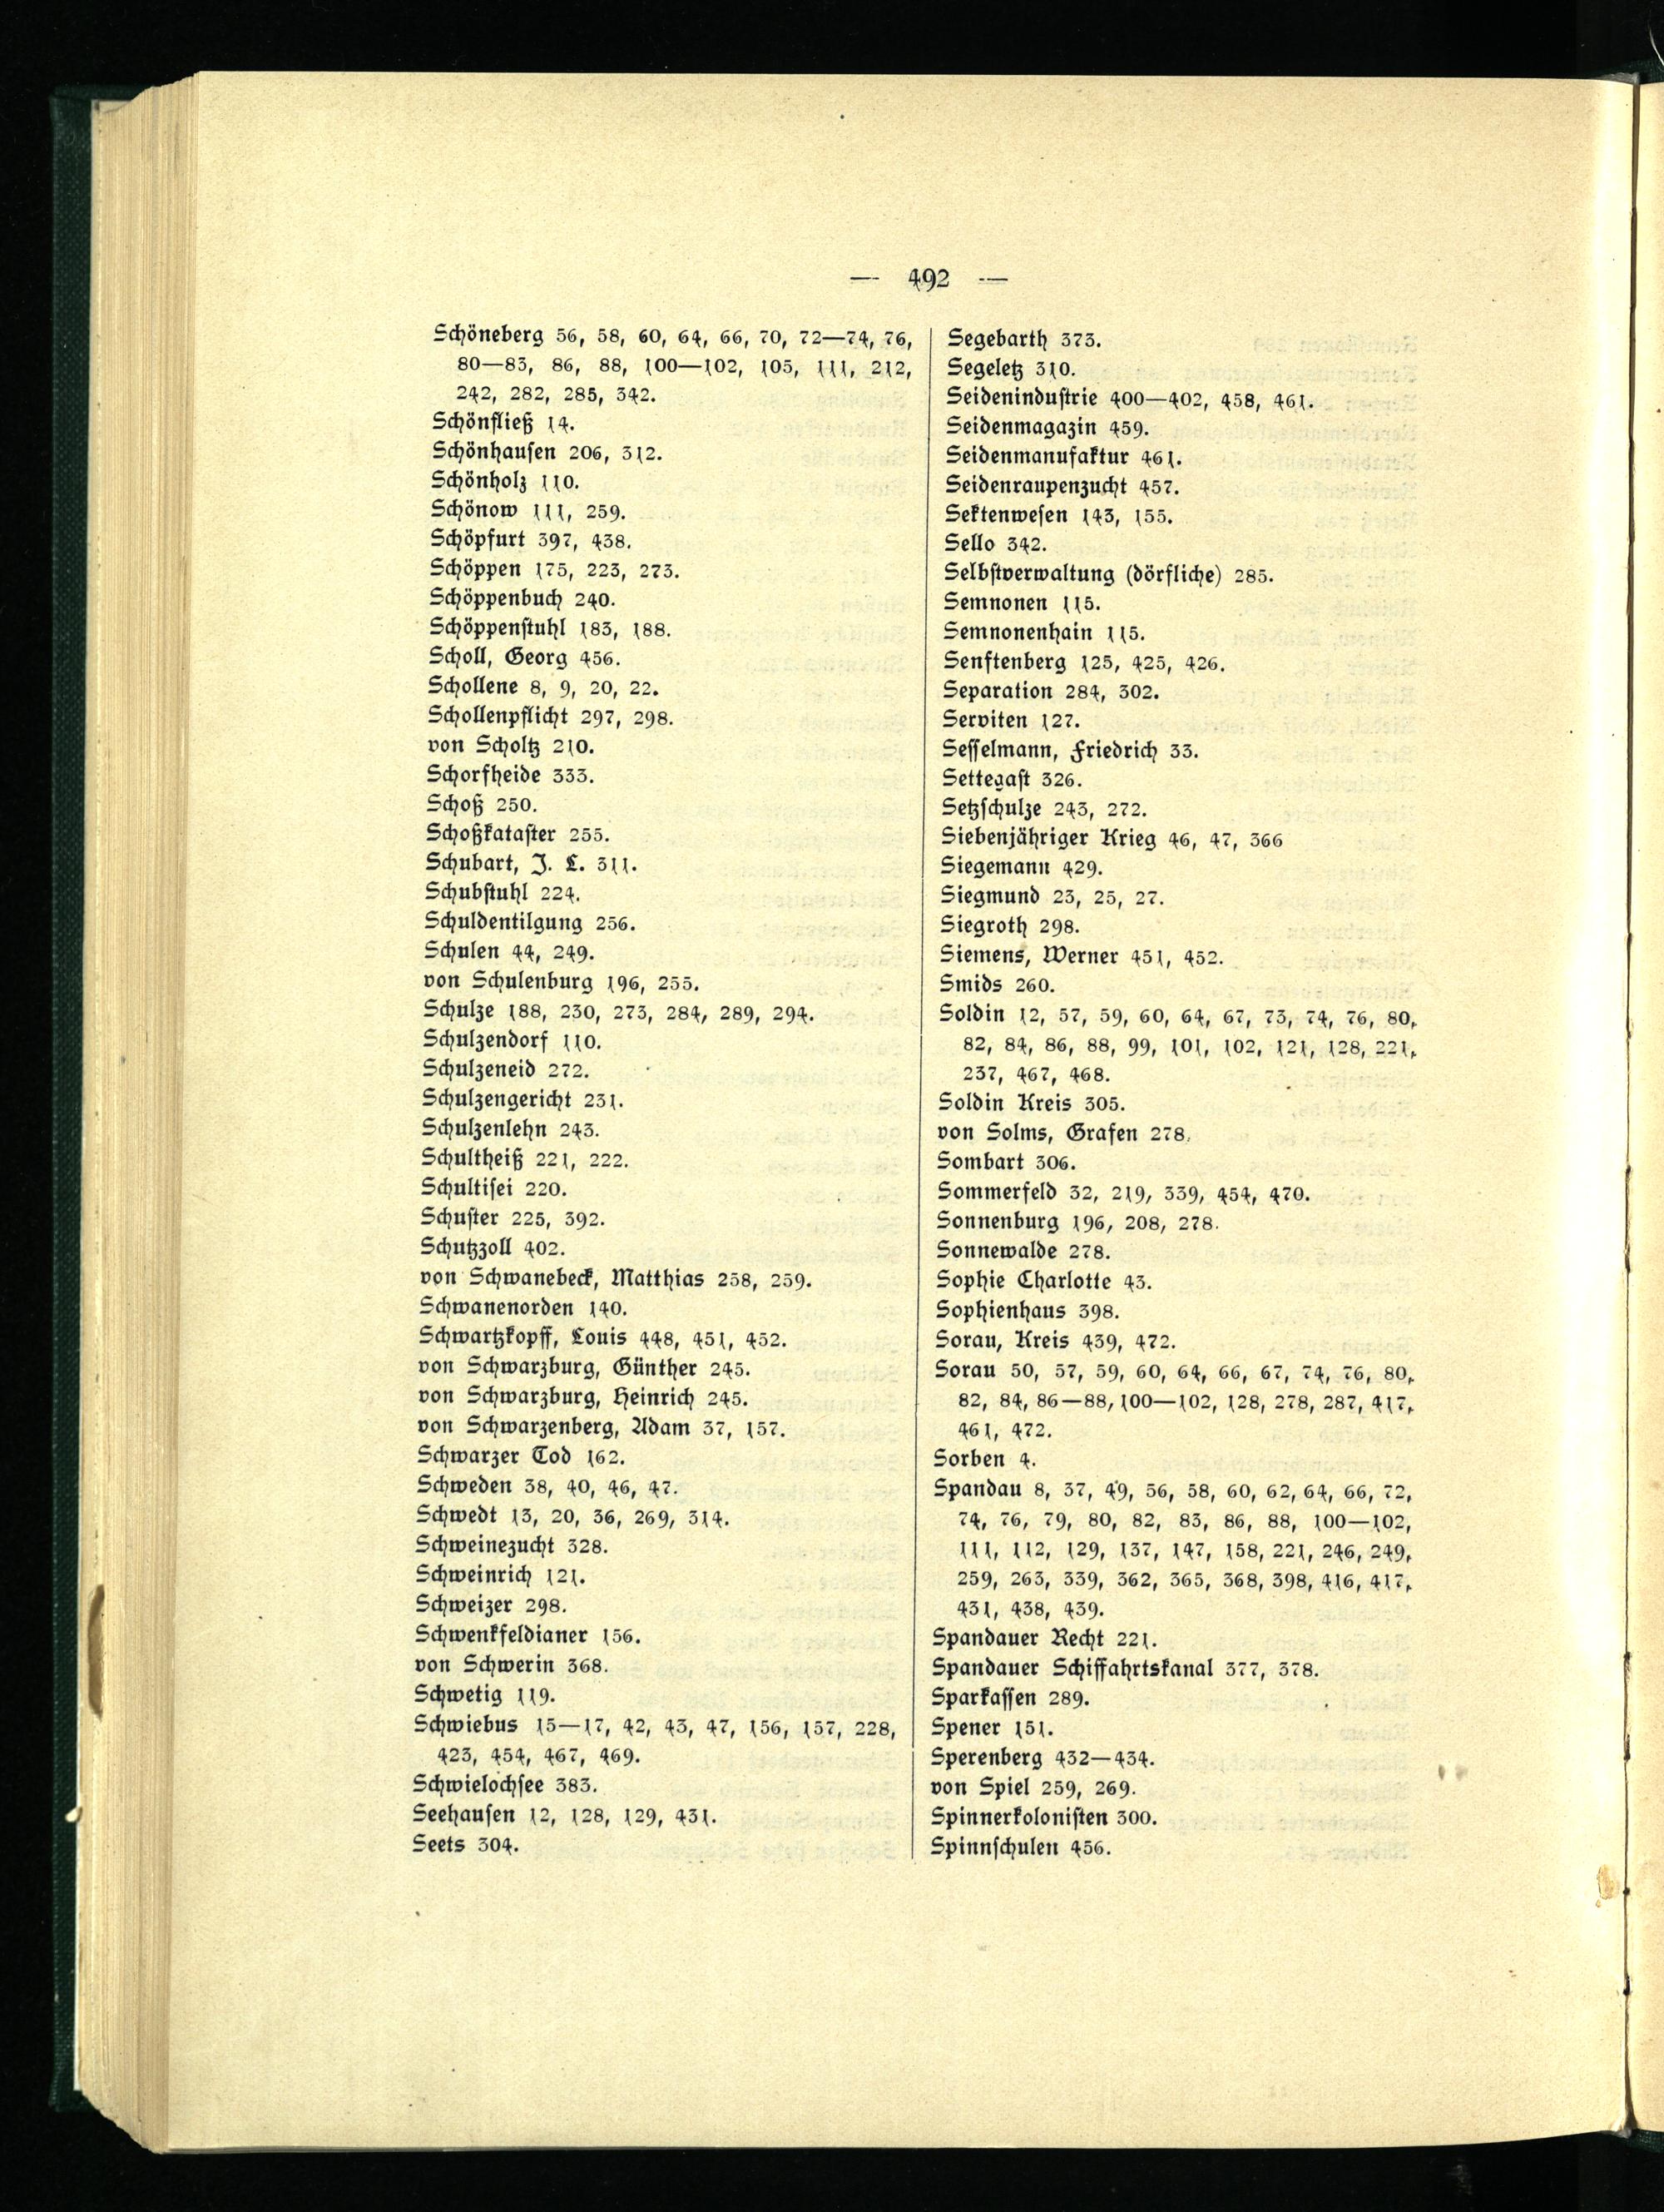 — 492 —
Schöneberg 56, 58, 60, 64, 66, 70, 72—74, 76,
80—83, 86, 88, 100—102, 105, 111, 212,
242, 282, 285, 342.
Schönfließ 14.
Schönhausen 206, 312.
Schönholz 110.
Schönow 111, 259.
Schöpfurt 397, 438.
Schöppen 175, 223, 273.
Schöppenbuch 240.
Schöppenstuhl 183, 188.
Scholl, Georg 456.
Schollene 8, 9, 20, 22.
Schollenpflicht 297, 298.
von Scholtz 210.
Schorfheide 333.
Schoß 250.
Schoßkataster 255.
Schubart, J. L. 311.
Schubstuhl 224.
Schuldentilgung 256.
Schulen 44, 249.
von Schulenburg 196, 255.
Schulze 188, 230, 273, 284, 289, 294.
Schulzendorf 110.
Schulzeneid 272.
Schulzengericht 231.
Schulzenlehn 243.
Schultheiß 221, 222.
Schultisei 220.
Schuster 225, 392.
Schutzzoll 402.
von Schwanebeck, Matthias 258, 259.
Schwanenorden 140.
Schwartzkopff, Louis 448, 451, 452.
von Schwarzburg, Günther 245.
von Schwarzburg, Heinrich 245.
von Schwarzenberg, Adam 37, 157.
Schwarzer Tod 162.
Schweden 38, 40, 46, 47.
Schwedt 13, 20, 36, 269, 314.
Schweinezucht 328.
Schweinrich 121.
Schweizer 298.
Schwenkfeldianer 156.
von Schwerin 368.
Schwetig 119.
Schwiebus 15—17, 42, 43, 47, 156, 157, 228,
423, 454, 467, 469.
Schwielochsee 383.
Seehausen 12, 128, 129, 431.
Seets 304.
Segebarth 373.
Segeletz 310.
Seidenindustrie 400—402, 458, 461.
Seidenmagazin 459.
Seidenmanufaktur 461.
Seidenraupenzucht 457.
Sektenwesen 143, 155.
Sello 342.
Selbstverwaltung (dörfliche) 285.
Semnonen 115.
Semnonenhain 115.
Senftenberg 125, 425, 426.
Separation 284, 302.
Serviten 127.
Sesselmann, Friedrich 33.
Settegast 326.
Setzschulze 243, 272.
Siebenjähriger Krieg 46, 47, 366
Siegemann 429.
Siegmund 23, 25, 27.
Siegroth 298.
Siemens, Werner 451, 452.
Smids 260.
Soldin 12, 57, 59, 60, 64, 67, 73, 74, 76, 80,
82, 84, 86, 88, 99, 101, 102, 121, 128, 221,
237, 467, 468.
Soldin Kreis 305.
von Solms, Grafen 278,
Sombart 306.
Sommerfeld 32, 219, 339, 454, 470.
Sonnenburg 196, 208, 278.
Sonnewalde 278.
Sophie Charlotte 43.
Sophienhaus 398.
Sorau, Kreis 439, 472.
Sorau 50, 57, 59, 60, 64, 66, 67, 74, 76, 80,
82, 84, 86—88, 100—102, 128, 278, 287, 417,
461, 472.
Sorben 4.
Spandau 8, 37, 49, 56, 58, 60, 62, 64, 66, 72,
74, 76, 79, 80, 82, 83, 86, 88, 100—102,
111, 112, 129, 137, 147, 158, 221, 246, 249,
259, 263, 339, 362, 365, 368, 398, 416, 417,
431, 438, 439.
Spandauer Recht 221.
Spandauer Schiffahrtskanal 377, 378.
Sparkassen 289.
Spener 151.
Sperenberg 432—434.
von Spiel 259, 269.
Spinnerkolonisten 300.
Spinnschulen 456.